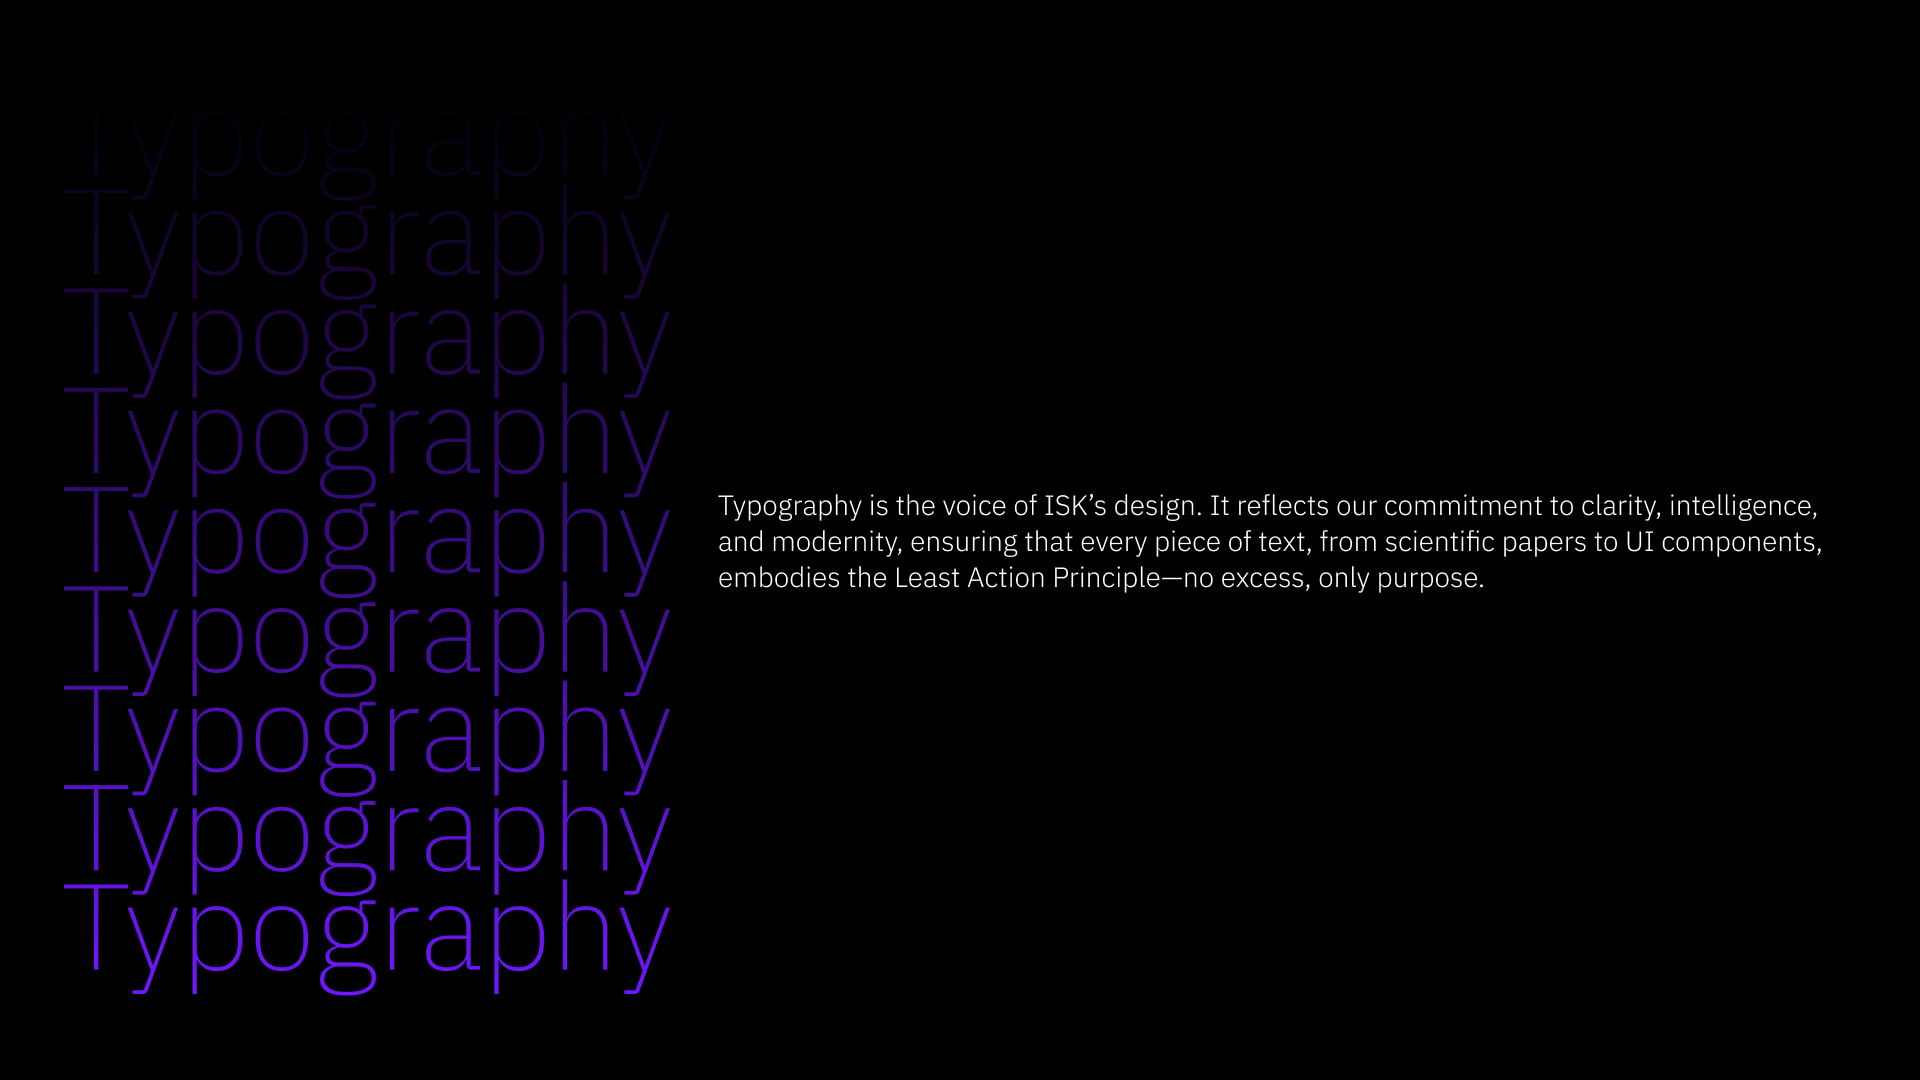 Typography
Typography
Typography
Typography
Typography
Typography
Typography
Typography
Typography
Typography is the voice of ISK’s design. It reflects our commitment to clarity, intelligence,
and modernity, ensuring that every piece of text, from scientific papers to UI components,
embodies the Least Action Principle—no excess, only purpose.